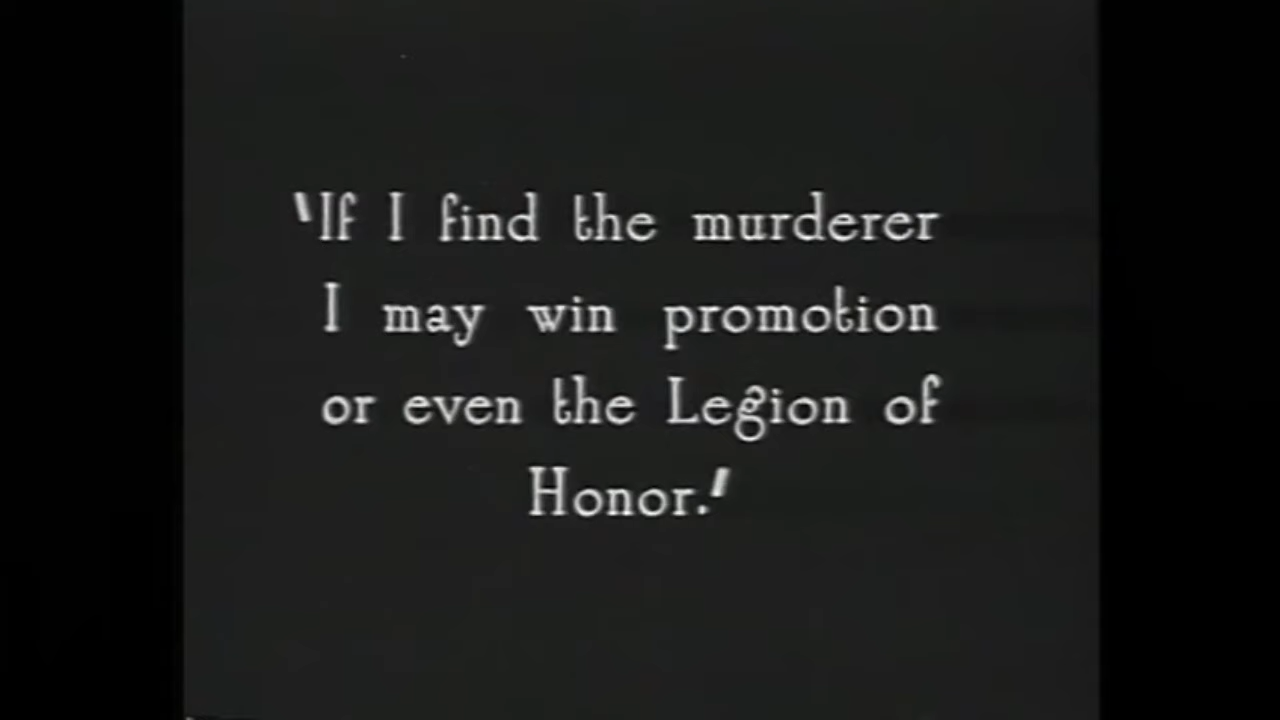 "If I find the murderer
I may win promotion
or even the Legion of
Honor."